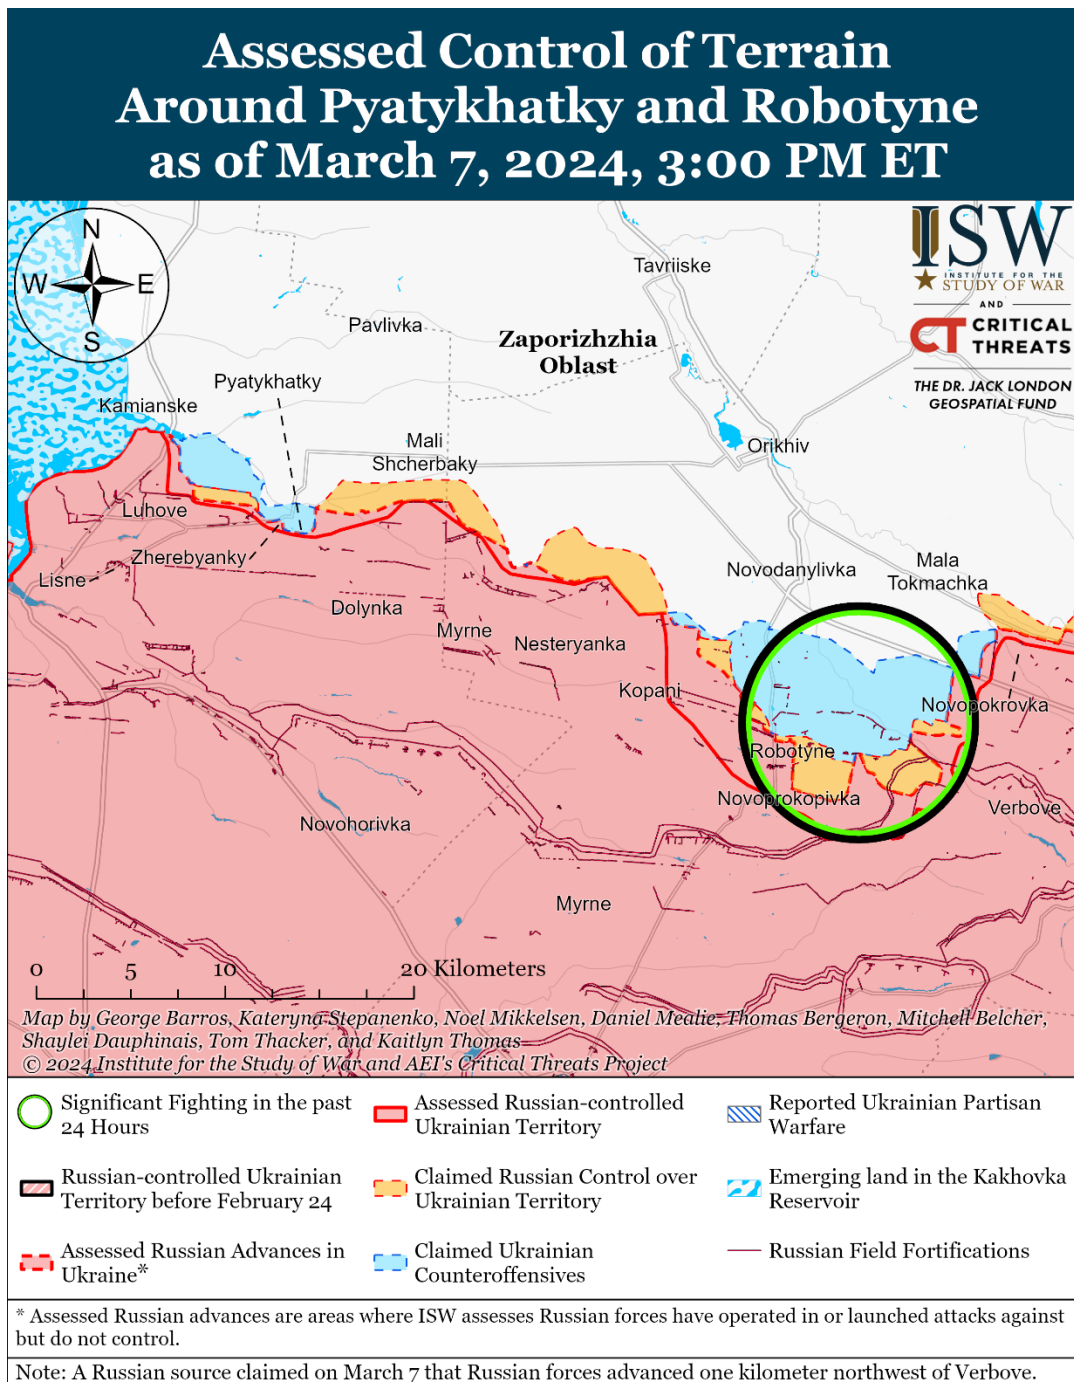 Assessed Control of Terrain
Around Pyatykhatky and Robotyne
as of March 7, 2024, 3:00 PM ET
N
W
E
S
ISW
INSTITUTE FOR THE
STUDY OF WAR
AND
CT CRITICAL
THREATS
THE DR. JACK LONDON
GEOSPATIAL FUND
Tavriiske
Pavlivka
Zaporizhzhia
Oblast
Pyatykhatky
Kamianske
Mali
Shcherbaky
Orikhiv
Luhove
Zherebyanky
Lisne
Dolynka
Novodanylivka
Mala
Tokmachka
Myrne
Nesteryanka
Kopani
Novopokrovka
Robotyne
Novoprokopivka
Verbove
Novohorivka
Myrne
0 5 10 20 Kilometers
Map by George Barros, Kateryna Stepanenko, Noel Mikkelsen, Daniel Mealie, Thomas Bergeron, Mitchell Belcher,
Shaylei Dauphinais, Tom Thacker, and Kaitlyn Thomas
© 2024 Institute for the Study of War and AEI's Critical Threats Project
Significant Fighting in the past
24 Hours
Russian-controlled Ukrainian
Territory before February 24
Assessed Russian Advances in
Ukraine*
Assessed Russian-controlled
Ukrainian Territory
Claimed Russian Control over
Ukrainian Territory
Claimed Ukrainian
Counteroffensives
Reported Ukrainian Partisan
Warfare
Emerging land in the Kakhovka
Reservoir
Russian Field Fortifications
* Assessed Russian advances are areas where ISW assesses Russian forces have operated in or launched attacks against
but do not control.
Note: A Russian source claimed on March 7 that Russian forces advanced one kilometer northwest of Verbove.